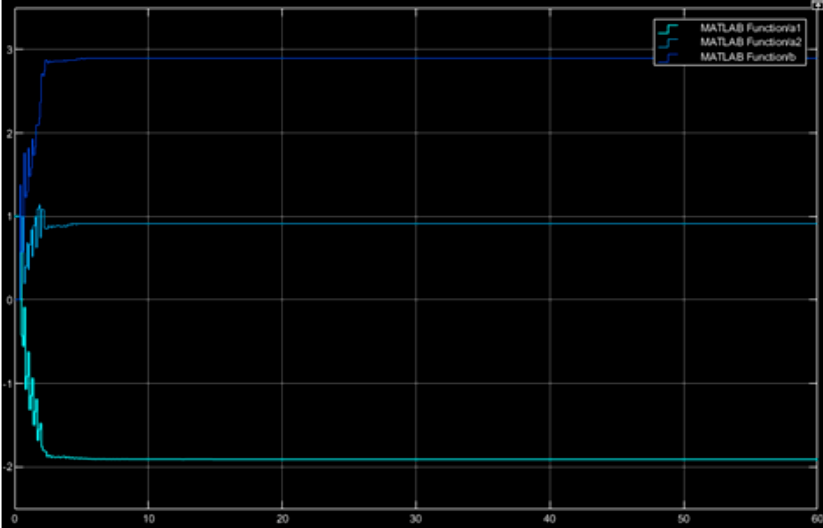 MATLAB Function/a1
MATLAB Function/a2
MATLAB Function/b
3
2
1
0
-1
-2
0 10 20 30 40 50 60